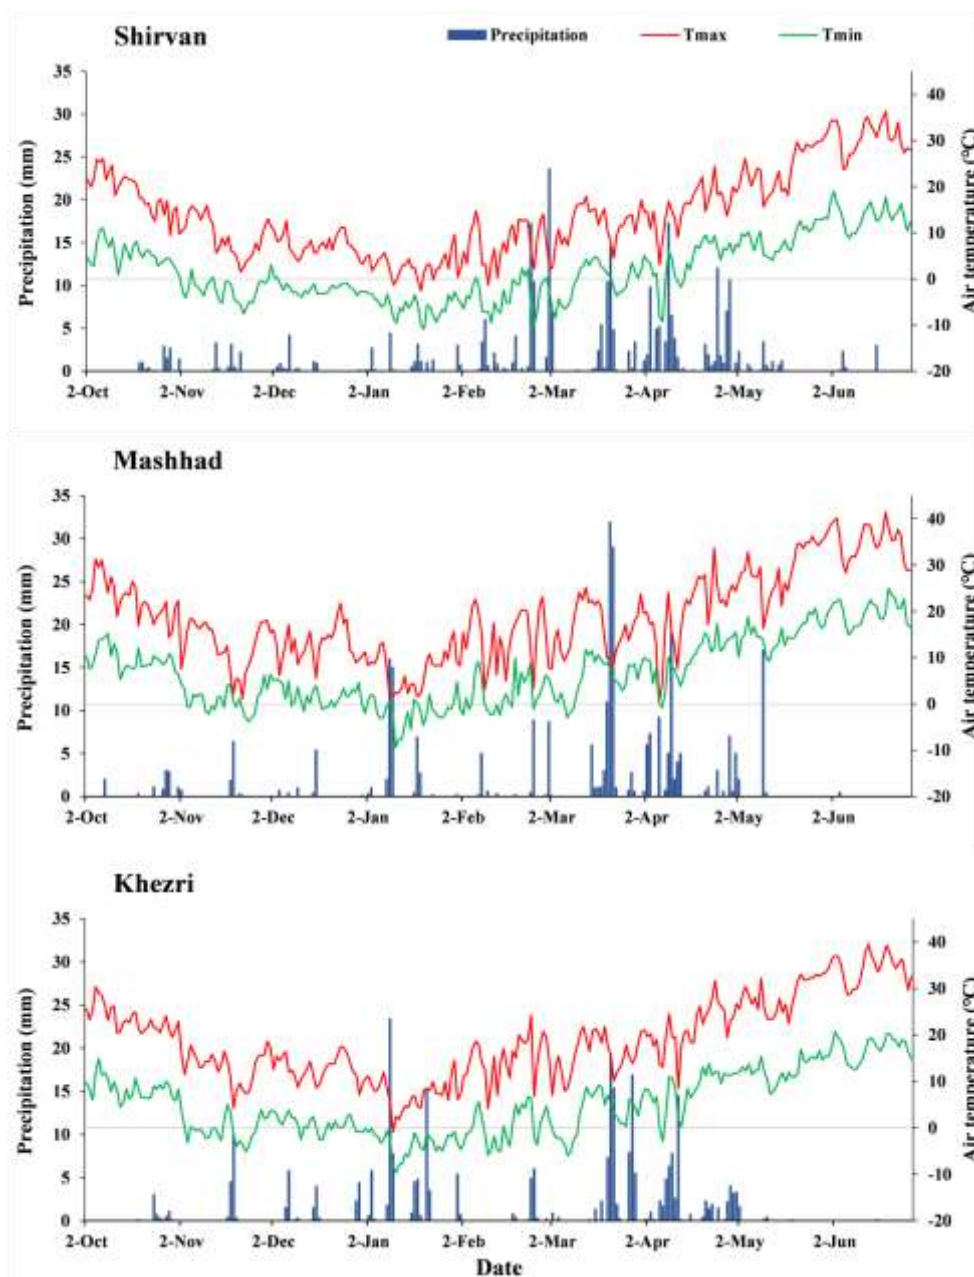 Shirvan
Precipitation Tmax Tmin
35 40
30 30
25 20
20 10
15 0
10 -10
5 -20
0
Precipitation (mm)
Air temperature (°C)
2-Oct 2-Nov 2-Dec 2-Jan 2-Feb 2-Mar 2-Apr 2-May 2-Jun
Mashhad
35 40
30 30
25 20
20 10
15 0
10 -10
5 -20
0
Precipitation (mm)
Air temperature (°C)
2-Oct 2-Nov 2-Dec 2-Jan 2-Feb 2-Mar 2-Apr 2-May 2-Jun
Khezri
35 40
30 30
25 20
20 10
15 0
10 -10
5 -20
0
Precipitation (mm)
Air temperature (°C)
2-Oct 2-Nov 2-Dec 2-Jan 2-Feb 2-Mar 2-Apr 2-May 2-Jun
Date